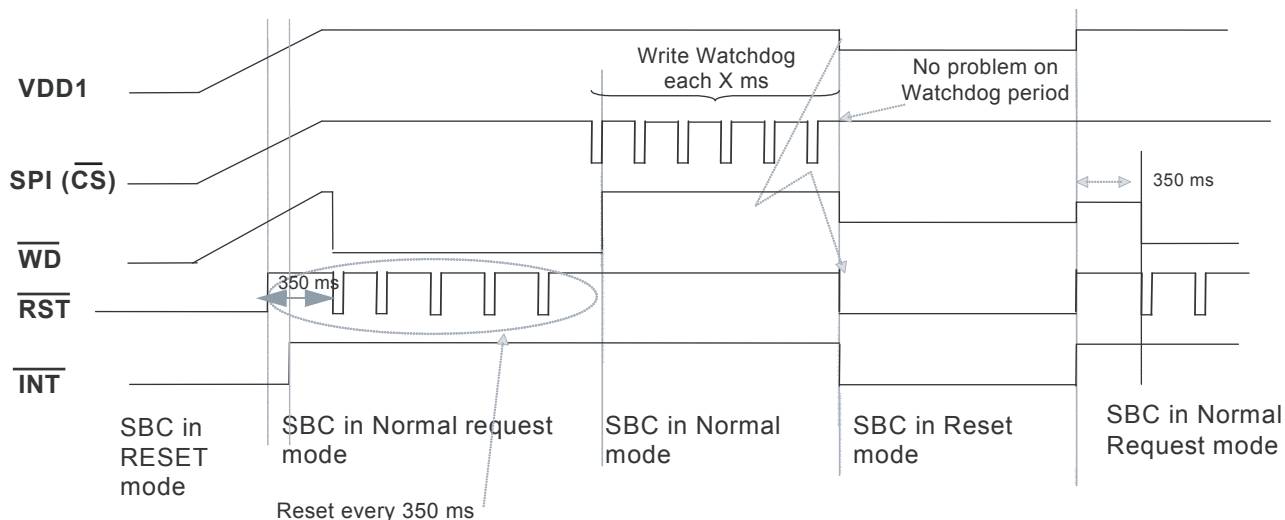 Write Watchdog
each X ms
No problem on
Watchdog period
VDD1
SPI (CS)
350 ms
WD
350 ms
RST
INT
SBC in
RESET
mode
SBC in Normal request
mode
SBC in Normal
mode
SBC in Reset
mode
SBC in Normal
Request mode
Reset every 350 ms